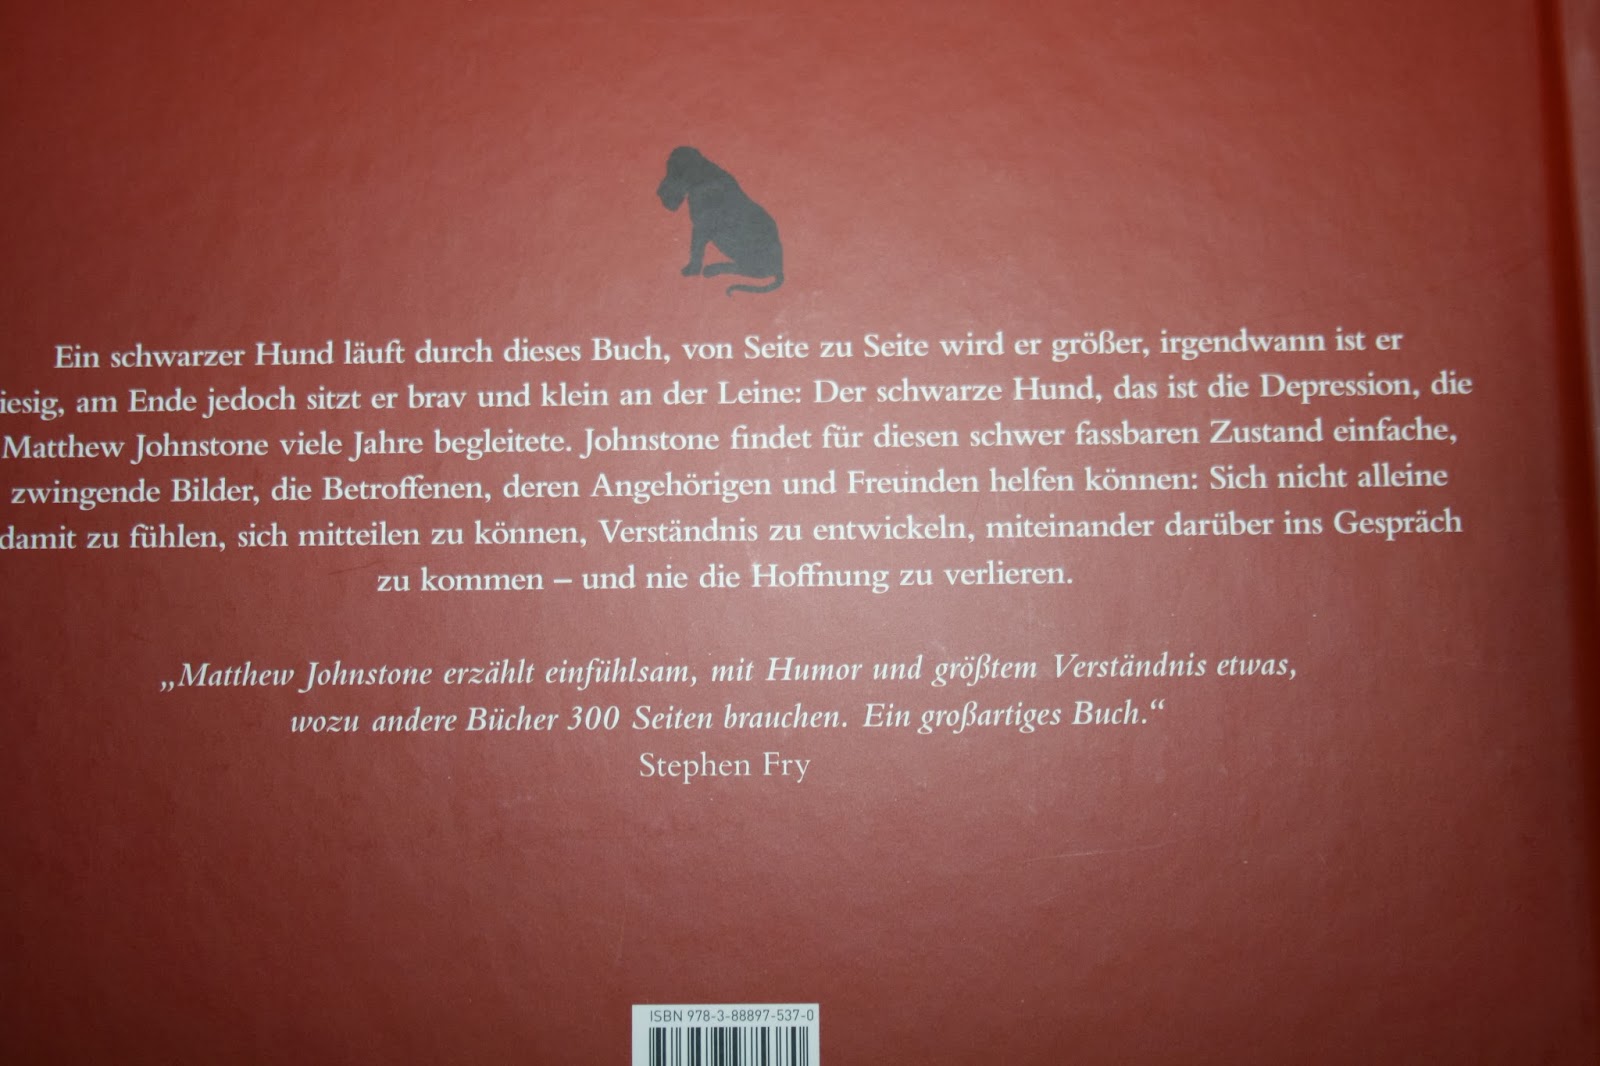 Ein schwarzer Hund läuft durch dieses Buch, von Seite zu Seite wird er größer, irgendwann ist er
iesig, am Ende jedoch sitzt er brav und klein an der Leine: Der schwarze Hund, das ist die Depression, die
Matthew Johnstone viele Jahre begleitete. Johnstone findet für diesen schwer fassbaren Zustand einfache,
zwingende Bilder, die Betroffenen, deren Angehörigen und Freunden helfen können: Sich nicht alleine
damit zu fühlen, sich mitteilen zu können, Verständnis zu entwickeln, miteinander darüber ins Gespräch
zu kommen – und nie die Hoffnung zu verlieren.
„Matthew Johnstone erzählt einfühlsam, mit Humor und größtem Verständnis etwas,
wozu andere Bücher 300 Seiten brauchen. Ein großartiges Buch.“
Stephen Fry
ISBN 978-3-88897-537-0